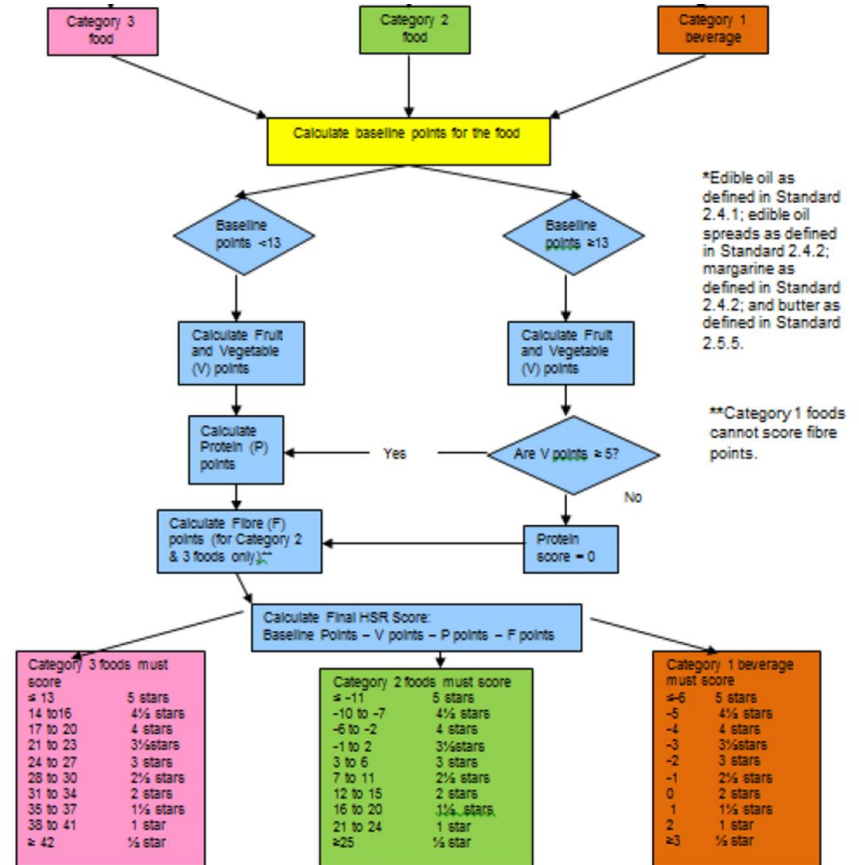 Category 3
food
Category 2
food
Category 1
beverage
Calculate baseline points for the food
*Edible oil as
defined in Standard
2.4.1; edible oil
spreads as defined
in Standard 2.4.2;
margarine as
defined in Standard
2.4.2; and butter as
defined in Standard
2.5.5.
Baseline
points <13
Baseline
points ≥13
Calculate Fruit
and Vegetable
(V) points
Calculate Fruit
and Vegetable
(V) points
**Category 1 foods
cannot score fibre
points.
Calculate
Protein (P)
points
Yes
Are V points ≥ 5?
No
Calculate Fibre (F)
points (for Category 2
& 3 foods only)**
Protein
score = 0
Calculate Final HSR Score:
Baseline Points – V points – P points – F points
Category 3 foods must
score
≤ 13 5 stars
14 to16 4½ stars
17 to 20 4 stars
21 to 23 3½stars
24 to 27 3 stars
28 to 30 2½ stars
31 to 34 2 stars
35 to 37 1½ stars
38 to 41 1 star
≥ 42 ½ star
Category 2 foods must score
≤ -11 5 stars
-10 to -7 4½ stars
-6 to -2 4 stars
-1 to 2 3½stars
3 to 6 3 stars
7 to 11 2½ stars
12 to 15 2 stars
16 to 20 1½ stars
21 to 24 1 star
≥25 ½ star
Category 1 beverage
must score
≤-6 5 stars
-5 4½ stars
-4 4 stars
-3 3½stars
-2 3 stars
-1 2½ stars
0 2 stars
1 1½ stars
2 1 star
≥3 ½ star